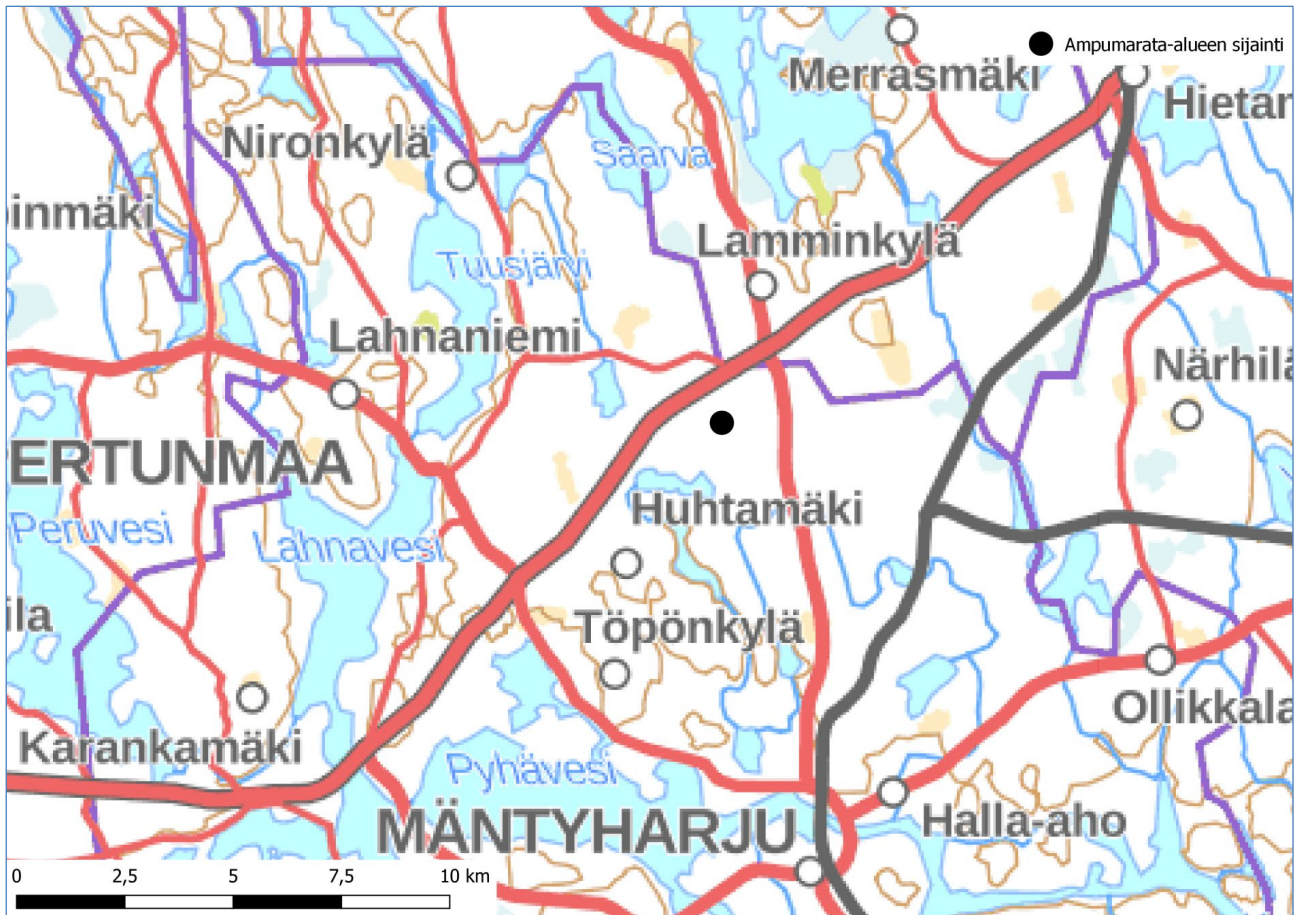 Ampumarata-alueen sijainti
Merrasmäki
Hietar
Nironkylä
Saarva
inmäki
Lamminkylä
Tuusjärvi
Lahnaniemi
Närhilä
ERTUNMAA
Huhtamäki
Peruvesi
Lahnavesi
ila
Töpönkylä
Ollikkala
Karankamäki
Pyhävesi
MÄNTYHARJU
Halla-aho
0 2,5 5 7,5 10 km